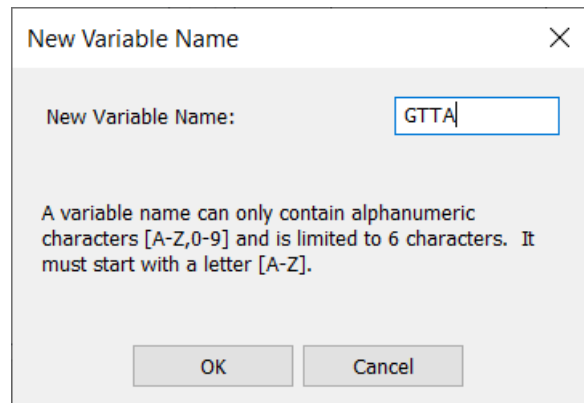 New Variable Name
New Variable Name: GTTA
A variable name can only contain alphanumeric
characters [A-Z,0-9] and is limited to 6 characters.  It
must start with a letter [A-Z].
OK Cancel